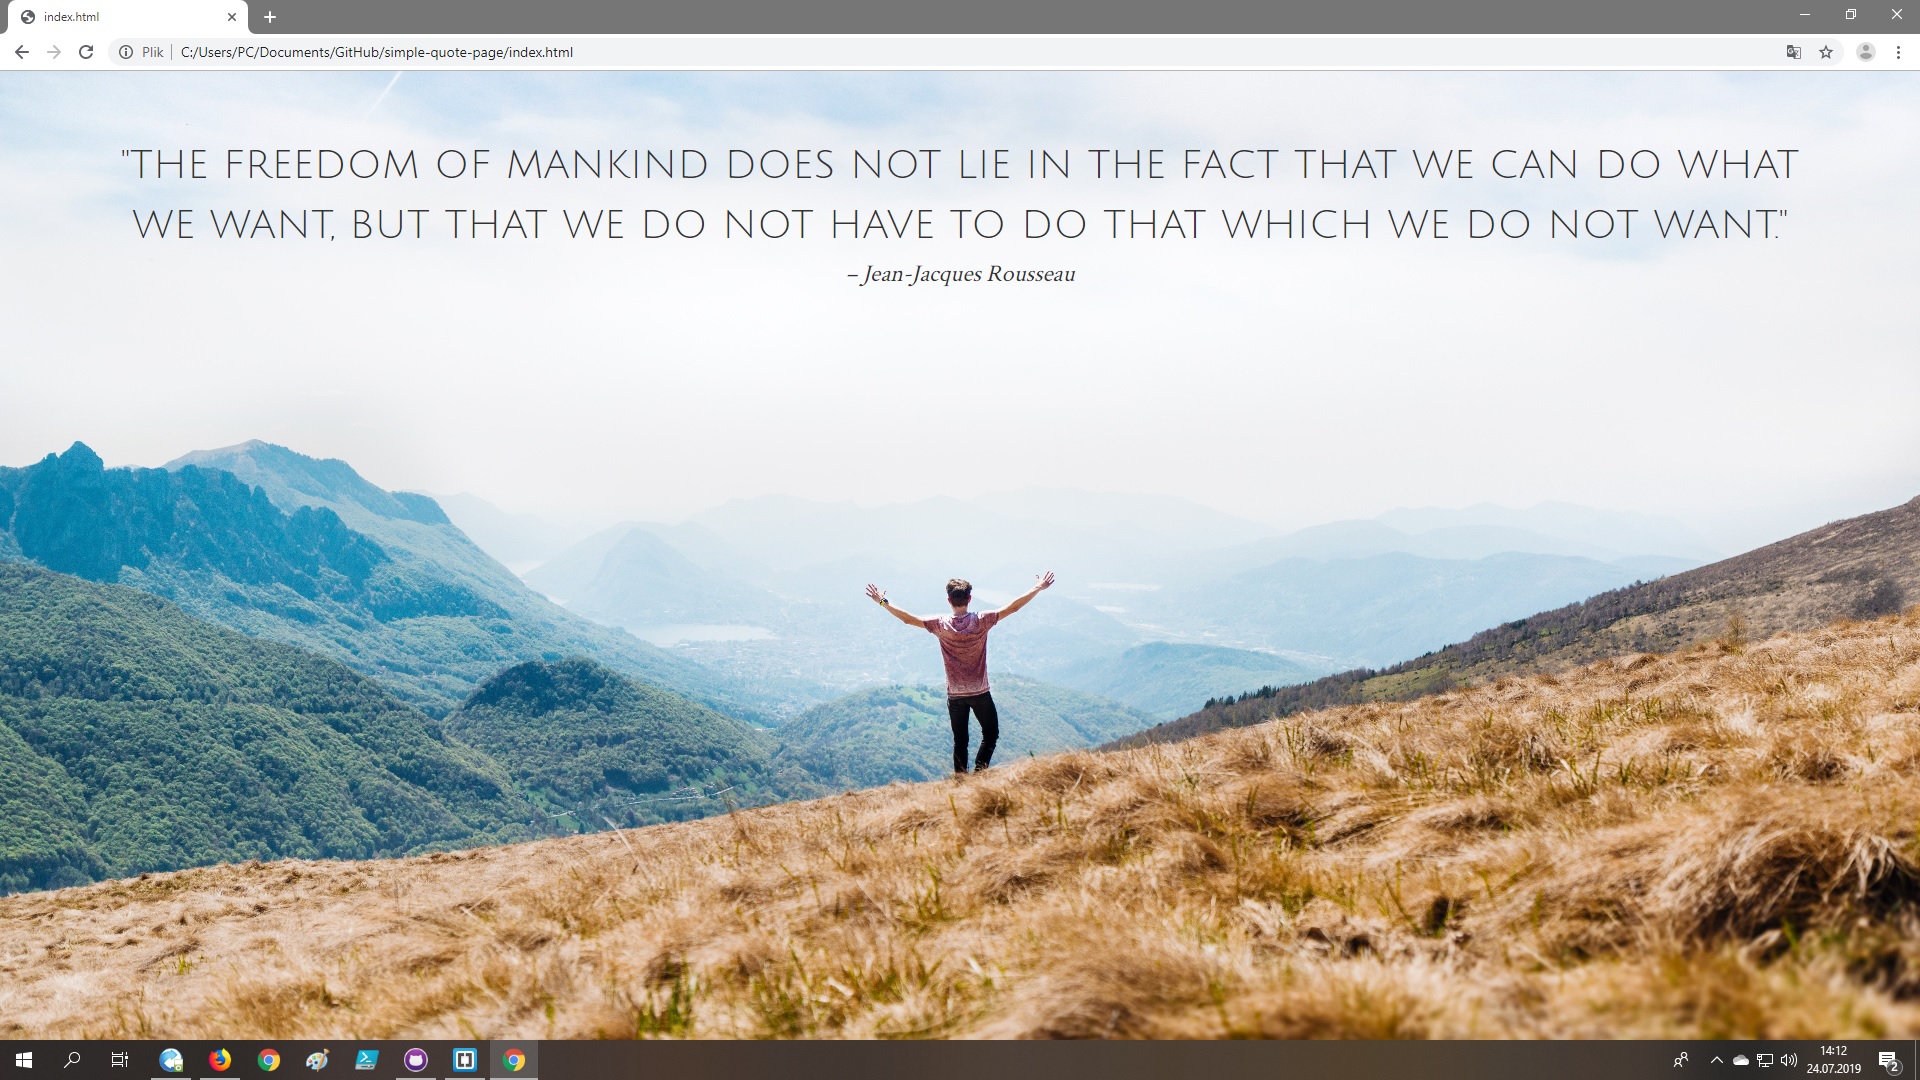 index.html
Plik C:/Users/PC/Documents/GitHub/simple-quote-page/index.html
"THE FREEDOM OF MANKIND DOES NOT LIE IN THE FACT THAT WE CAN DO WHAT
WE WANT, BUT THAT WE DO NOT HAVE TO DO THAT WHICH WE DO NOT WANT."
– Jean-Jacques Rousseau
14:12
24.07.2019
2